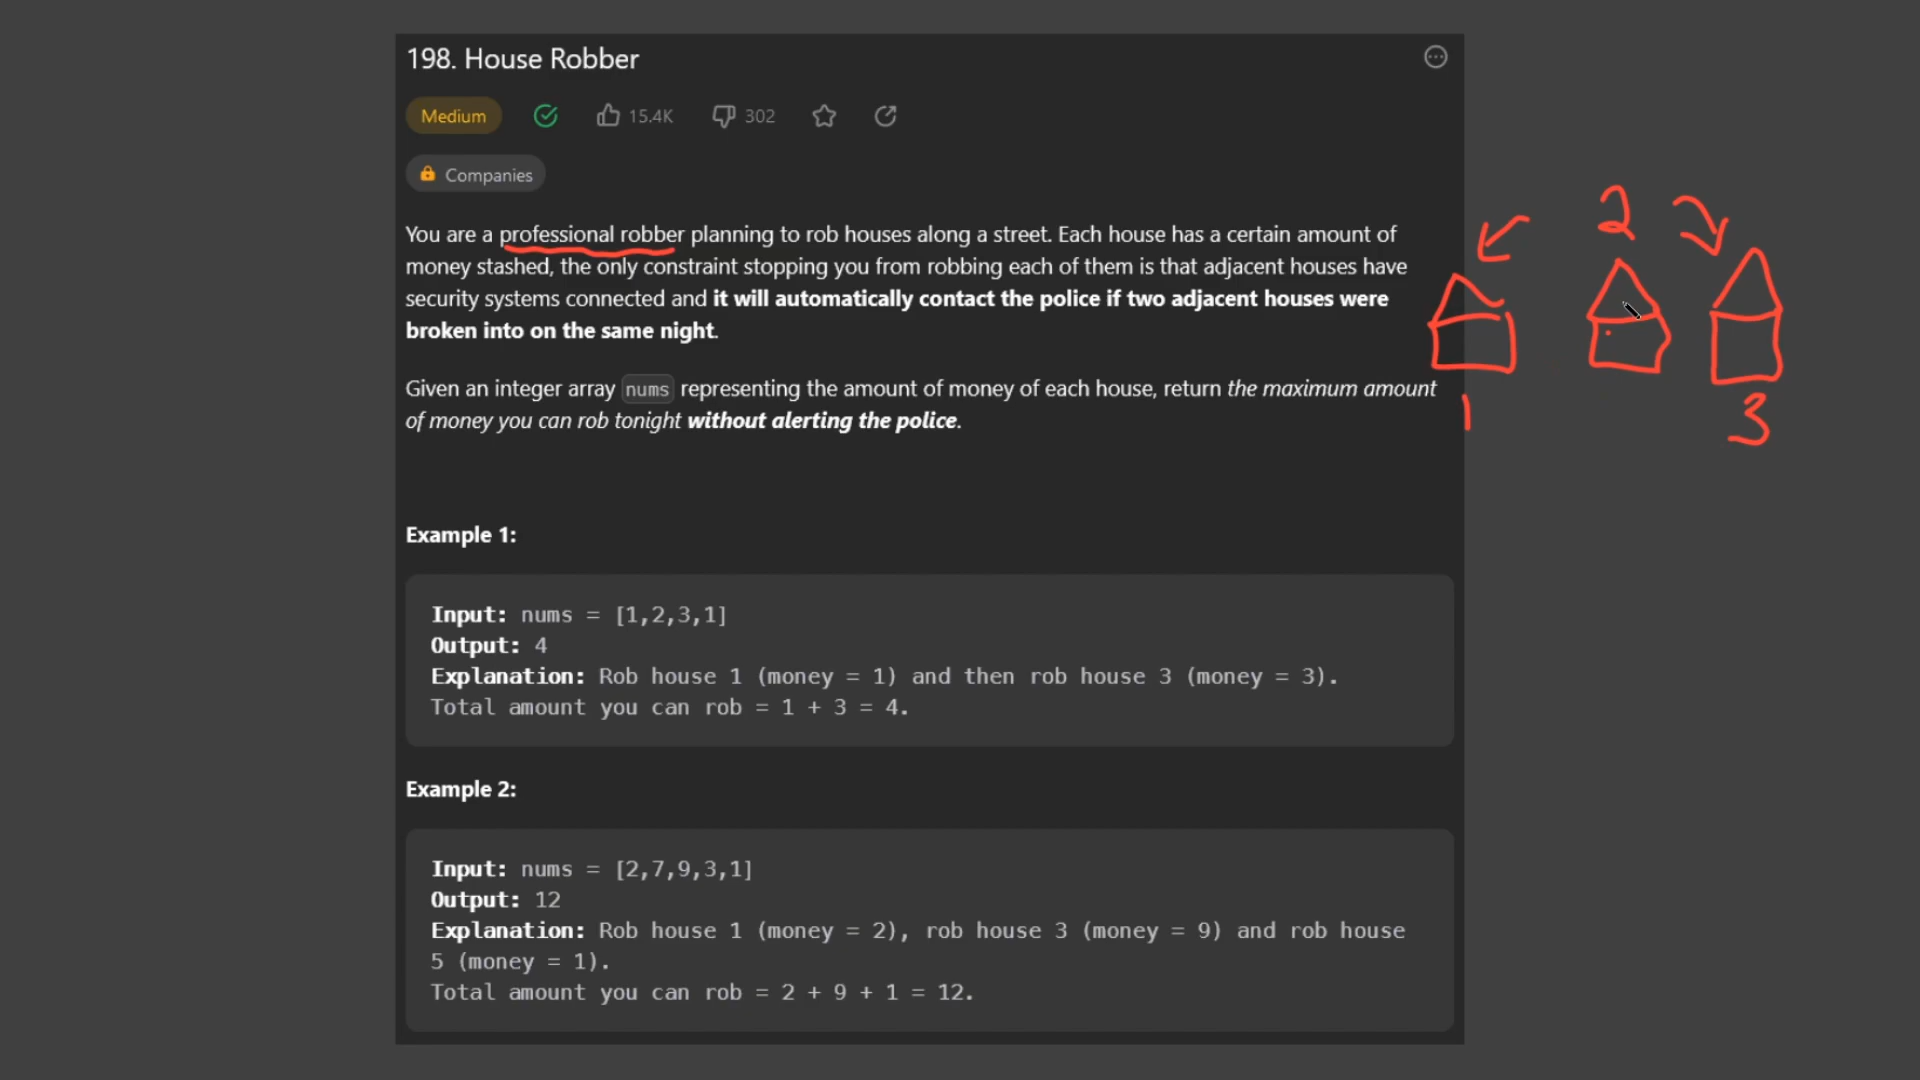 198. House Robber
Medium 15.4K 302
Companies
You are a professional robber planning to rob houses along a street. Each house has a certain amount of
money stashed, the only constraint stopping you from robbing each of them is that adjacent houses have
security systems connected and it will automatically contact the police if two adjacent houses were
broken into on the same night.
Given an integer array nums representing the amount of money of each house, return the maximum amount
of money you can rob tonight without alerting the police.
Example 1:
Input: nums = [1,2,3,1]
Output: 4
Explanation: Rob house 1 (money = 1) and then rob house 3 (money = 3).
Total amount you can rob = 1 + 3 = 4.
Example 2:
Input: nums = [2,7,9,3,1]
Output: 12
Explanation: Rob house 1 (money = 2), rob house 3 (money = 9) and rob house
5 (money = 1).
Total amount you can rob = 2 + 9 + 1 = 12.
2
1 3